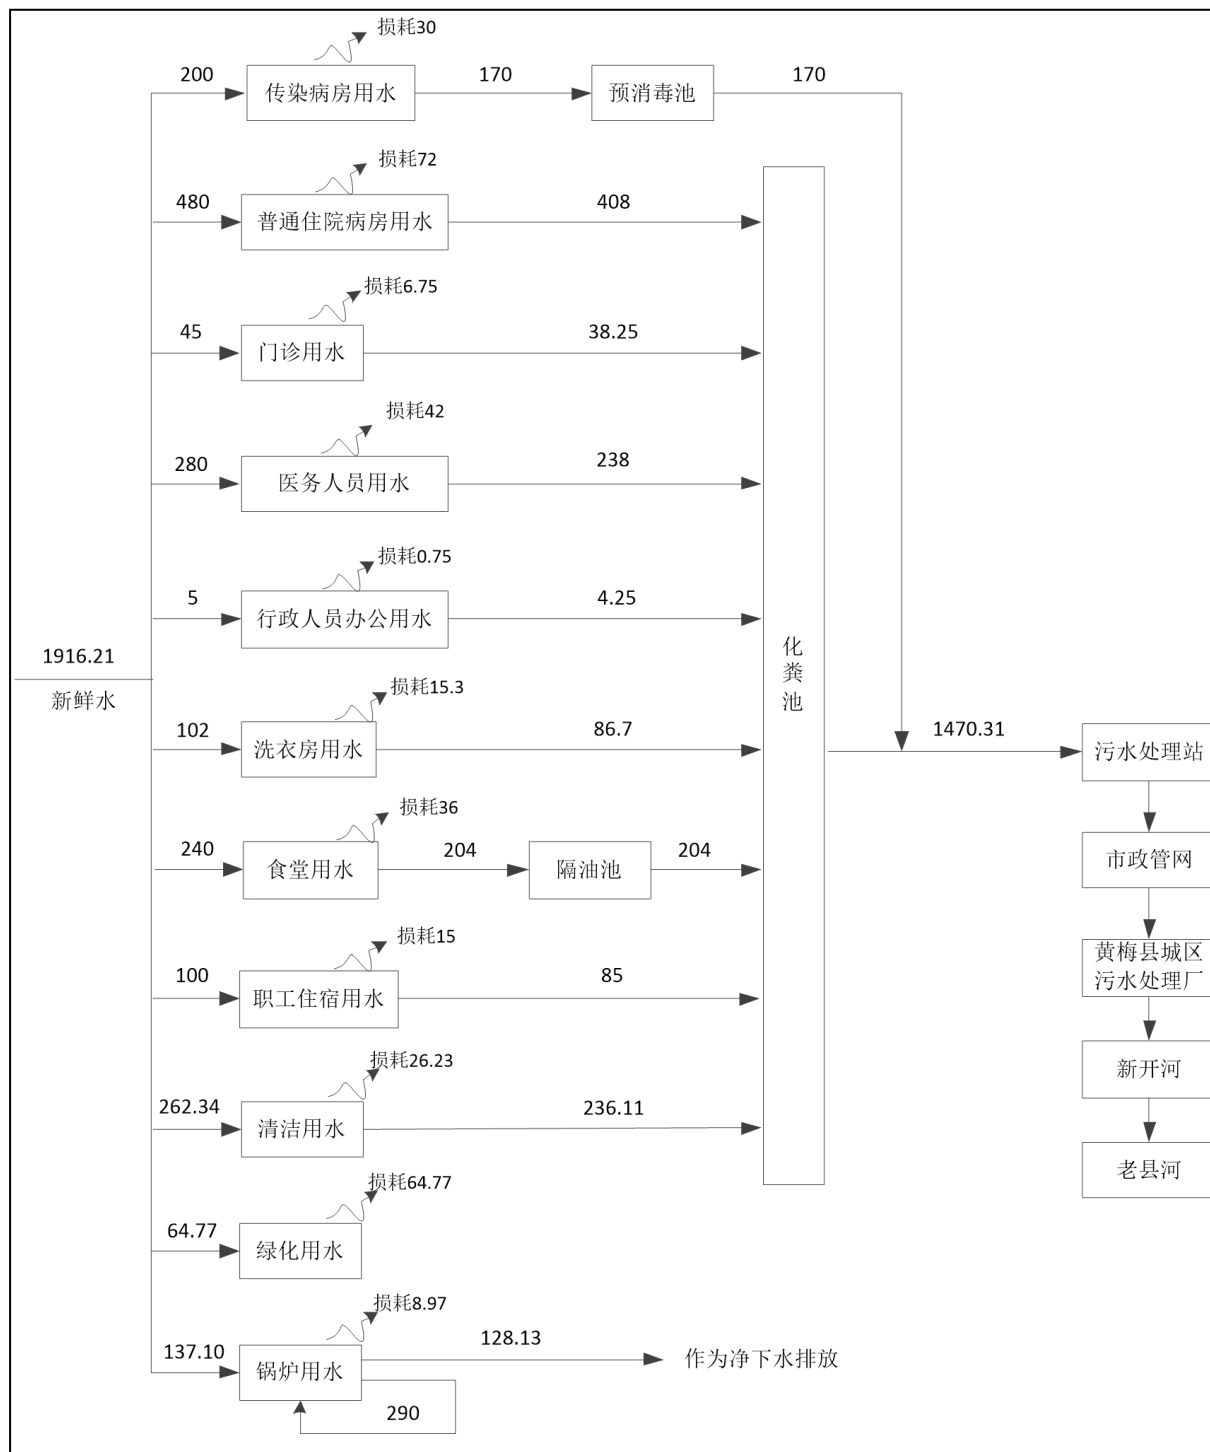 损耗30
200
传染病房用水
170
预消毒池
170
损耗72
480
普通住院病房用水
408
损耗6.75
45
门诊用水
38.25
损耗42
280
医务人员用水
238
损耗0.75
5
行政人员办公用水
4.25
1916.21
新鲜水
化
粪
池
损耗15.3
102
洗衣房用水
86.7
1470.31
污水处理站
损耗36
240
食堂用水
204
隔油池
204
市政管网
损耗15
100
职工住宿用水
85
黄梅县城区
污水处理厂
损耗26.23
262.34
清洁用水
236.11
新开河
损耗64.77
64.77
绿化用水
老县河
损耗8.97
137.10
锅炉用水
128.13
作为净下水排放
290